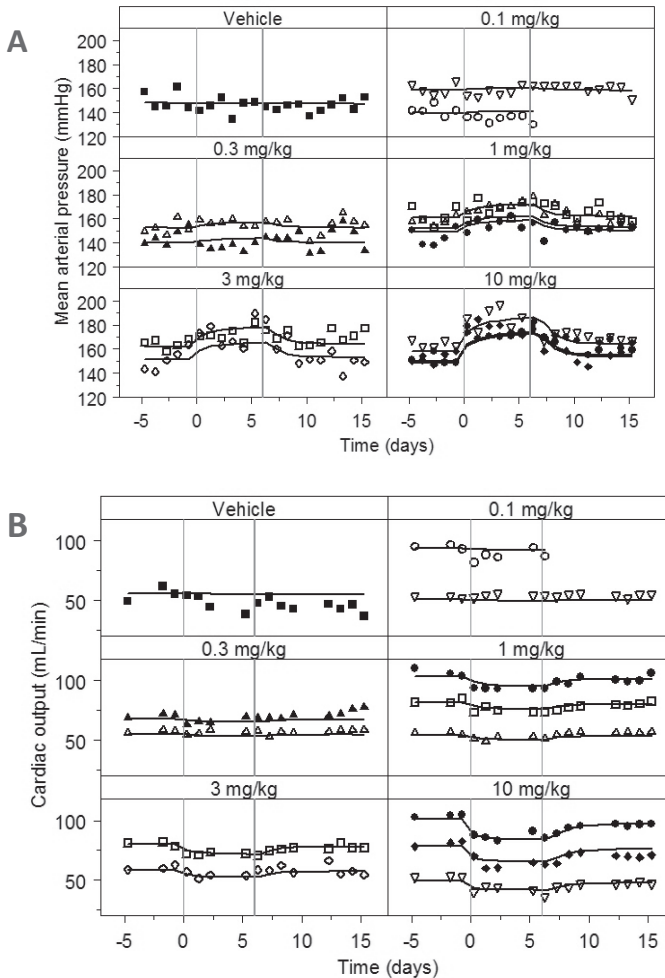 A
Vehicle 0.1 mg/kg
200
180
160
140
120
0.3 mg/kg 1 mg/kg
200
180
160
140
120
3 mg/kg 10 mg/kg
200
180
160
140
120
Mean arterial pressure (mmHg)
-5 0 5 10 15 -5 0 5 10 15
Time (days)
B
Vehicle 0.1 mg/kg
100
50
0.3 mg/kg 1 mg/kg
100
50
3 mg/kg 10 mg/kg
100
50
Cardiac output (mL/min)
-5 0 5 10 15 -5 0 5 10 15
Time (days)